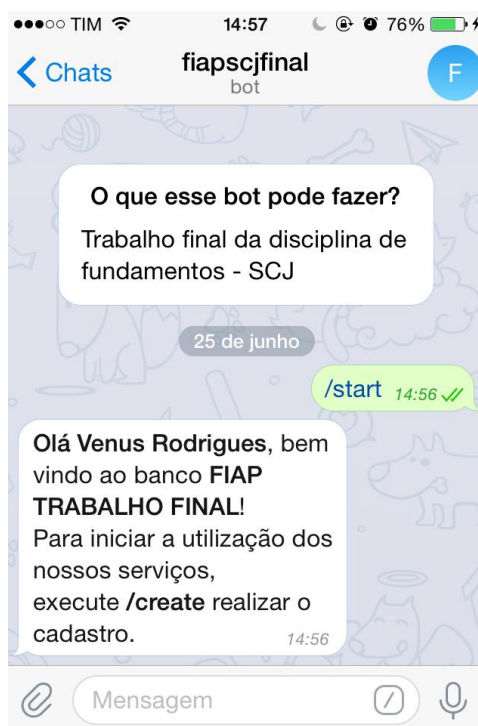 TIM 14:57 76%
Chats fiapscjfinal F
bot
O que esse bot pode fazer?
Trabalho final da disciplina de
fundamentos - SCJ
25 de junho
/start 14:56
Olá Venus Rodrigues, bem
vindo ao banco FIAP
TRABALHO FINAL!
Para iniciar a utilização dos
nossos serviços,
execute /create realizar o
cadastro. 14:56
Mensagem /